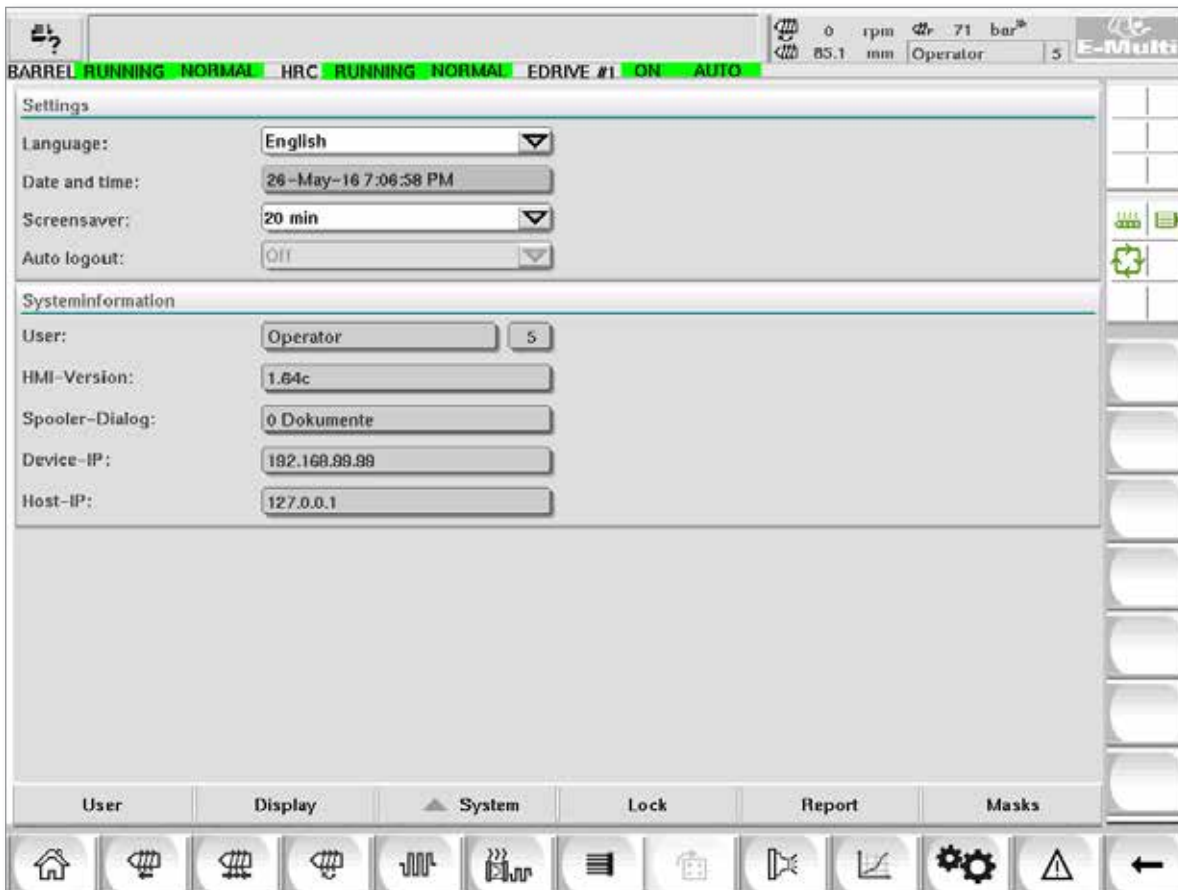 0 rpm 71 bar
E-Multi
85.1 mm Operator 5
BARREL RUNNING NORMAL HRC RUNNING NORMAL EDRIVE #1 ON AUTO
Settings
Language: English
Date and time: 26-May-16 7:06:58 PM
Screensaver: 20 min
Auto logout: Off
Systeminformation
User: Operator 5
HMI-Version: 1.64c
Spooler-Dialog: 0 Dokumente
Device-IP: 192.168.99.99
Host-IP: 127.0.0.1
User Display System Lock Report Masks